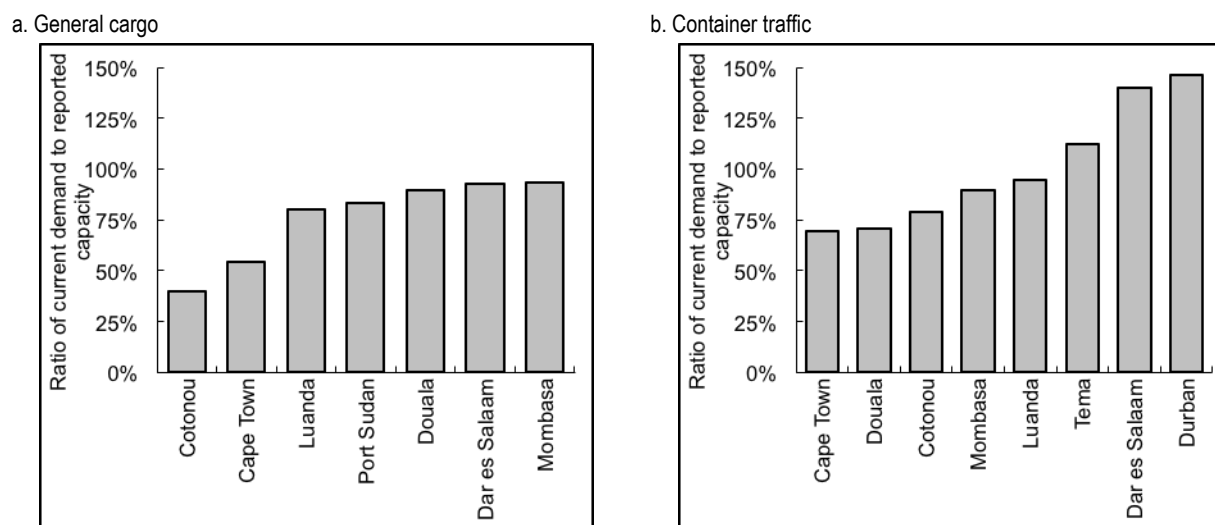 a. General cargo
Ratio of current demand to reported
capacity
150%
125%
100%
75%
50%
25%
0%
Cotonou
Cape Town
Luanda
Port Sudan
Douala
Dar es Salaam
Mombasa
b. Container traffic
Ratio of current demand to reported
capacity
150%
125%
100%
75%
50%
25%
0%
Cape Town
Douala
Cotonou
Mombasa
Luanda
Tema
Dar es Salaam
Durban